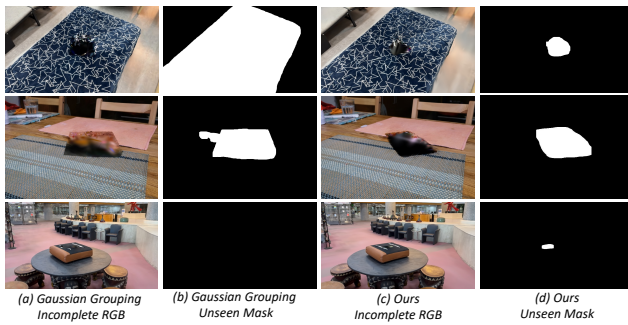 (a) Gaussian Grouping
Incomplete RGB
(b) Gaussian Grouping
Unseen Mask
(c) Ours
Incomplete RGB
(d) Ours
Unseen Mask